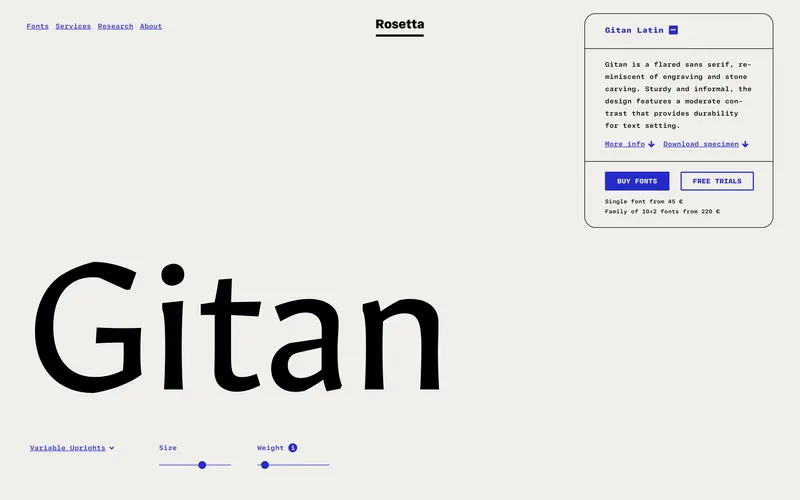 Fonts Services Research About
Rosetta
Gitan Latin
Gitan is a flared sans serif, re-
miniscent of engraving and stone
carving. Sturdy and informal, the
design features a moderate con-
trast that provides durability
for text setting.
More info Download specimen
BUY FONTS FREE TRIALS
Single font from 45 €
Family of 10+2 fonts from 220 €
Gitan
Variable Uprights Size Weight i